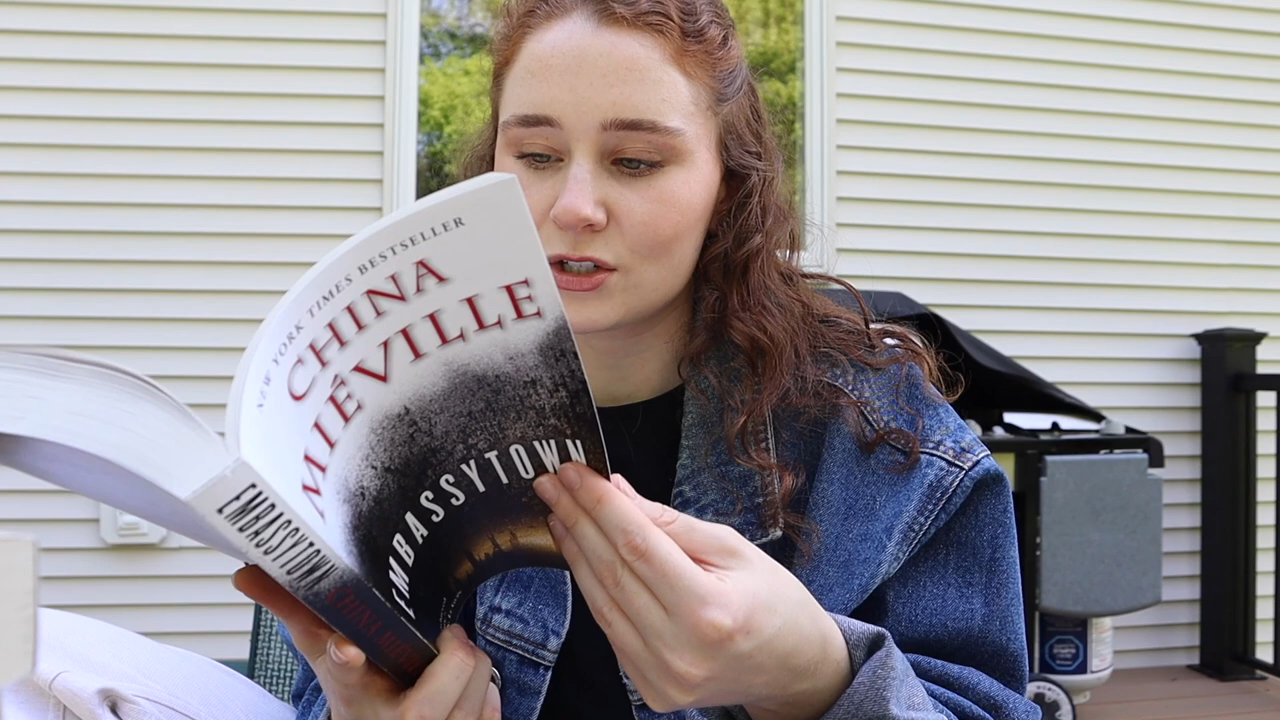 NEW YORK TIMES BESTSELLER
CHINA
MIÉVILLE
EMBASSYTOWN
EMBASSYTOWN